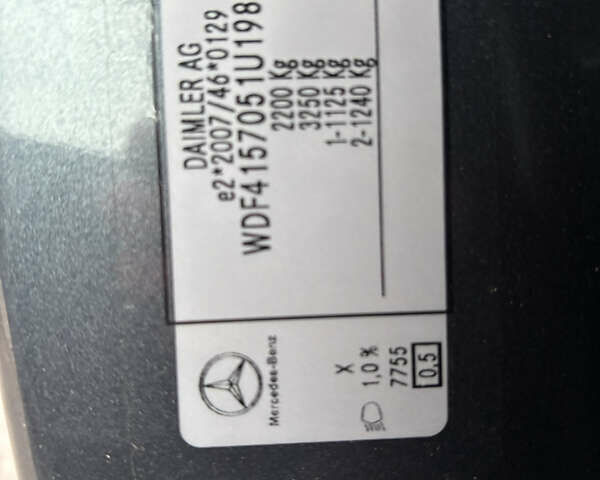 DAIMLER AG
e2*2007/46*0129
WDF4157051U198
2200 Kg
3250 Kg
1-1125 Kg
2-1240 Kg
Mercedes-Benz
X
1,0 %
7755
0,5